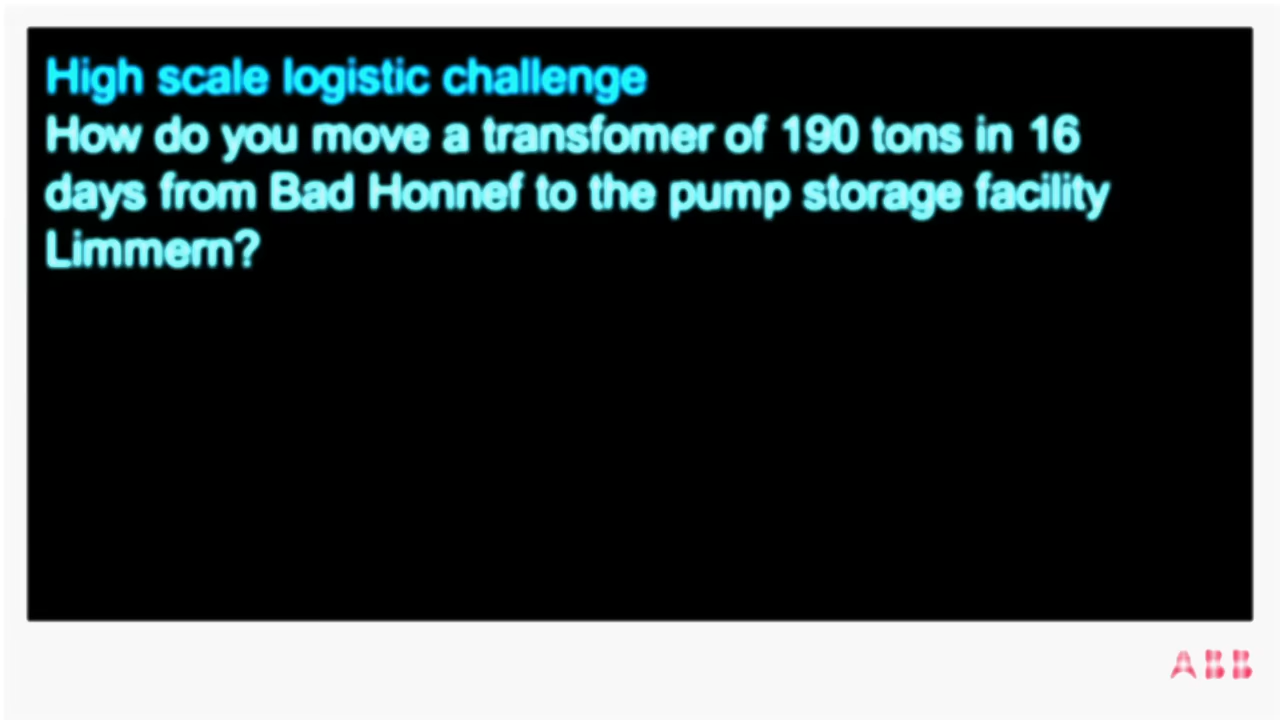 High scale logistic challenge
How do you move a transfomer of 190 tons in 16
days from Bad Honnef to the pump storage facility
Limmern?
ABB